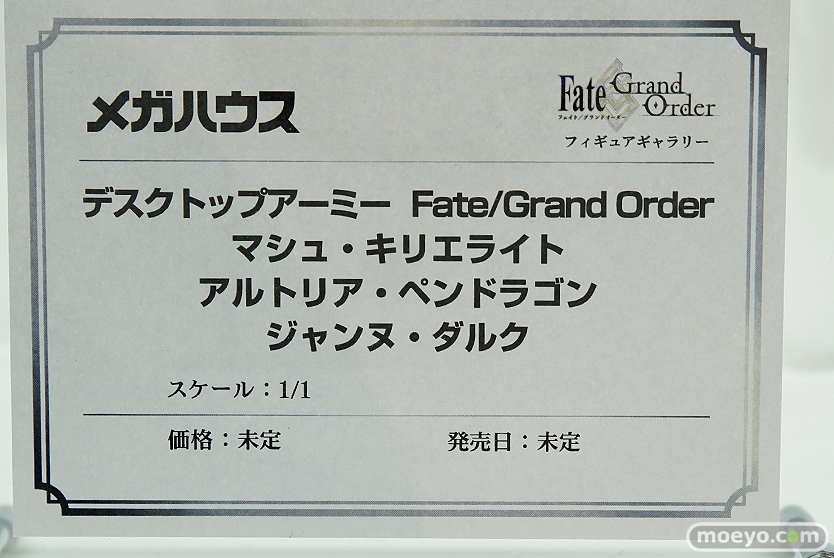 メガハウス
Fate/Grand Order
フェイト/グランドオーダー
フィギュアギャラリー
デスクトップアーミー Fate/Grand Order
マシュ・キリエライト
アルトリア・ペンドラゴン
ジャンヌ・ダルク
スケール：1/1
価格：未定 発売日：未定
moeyo.com